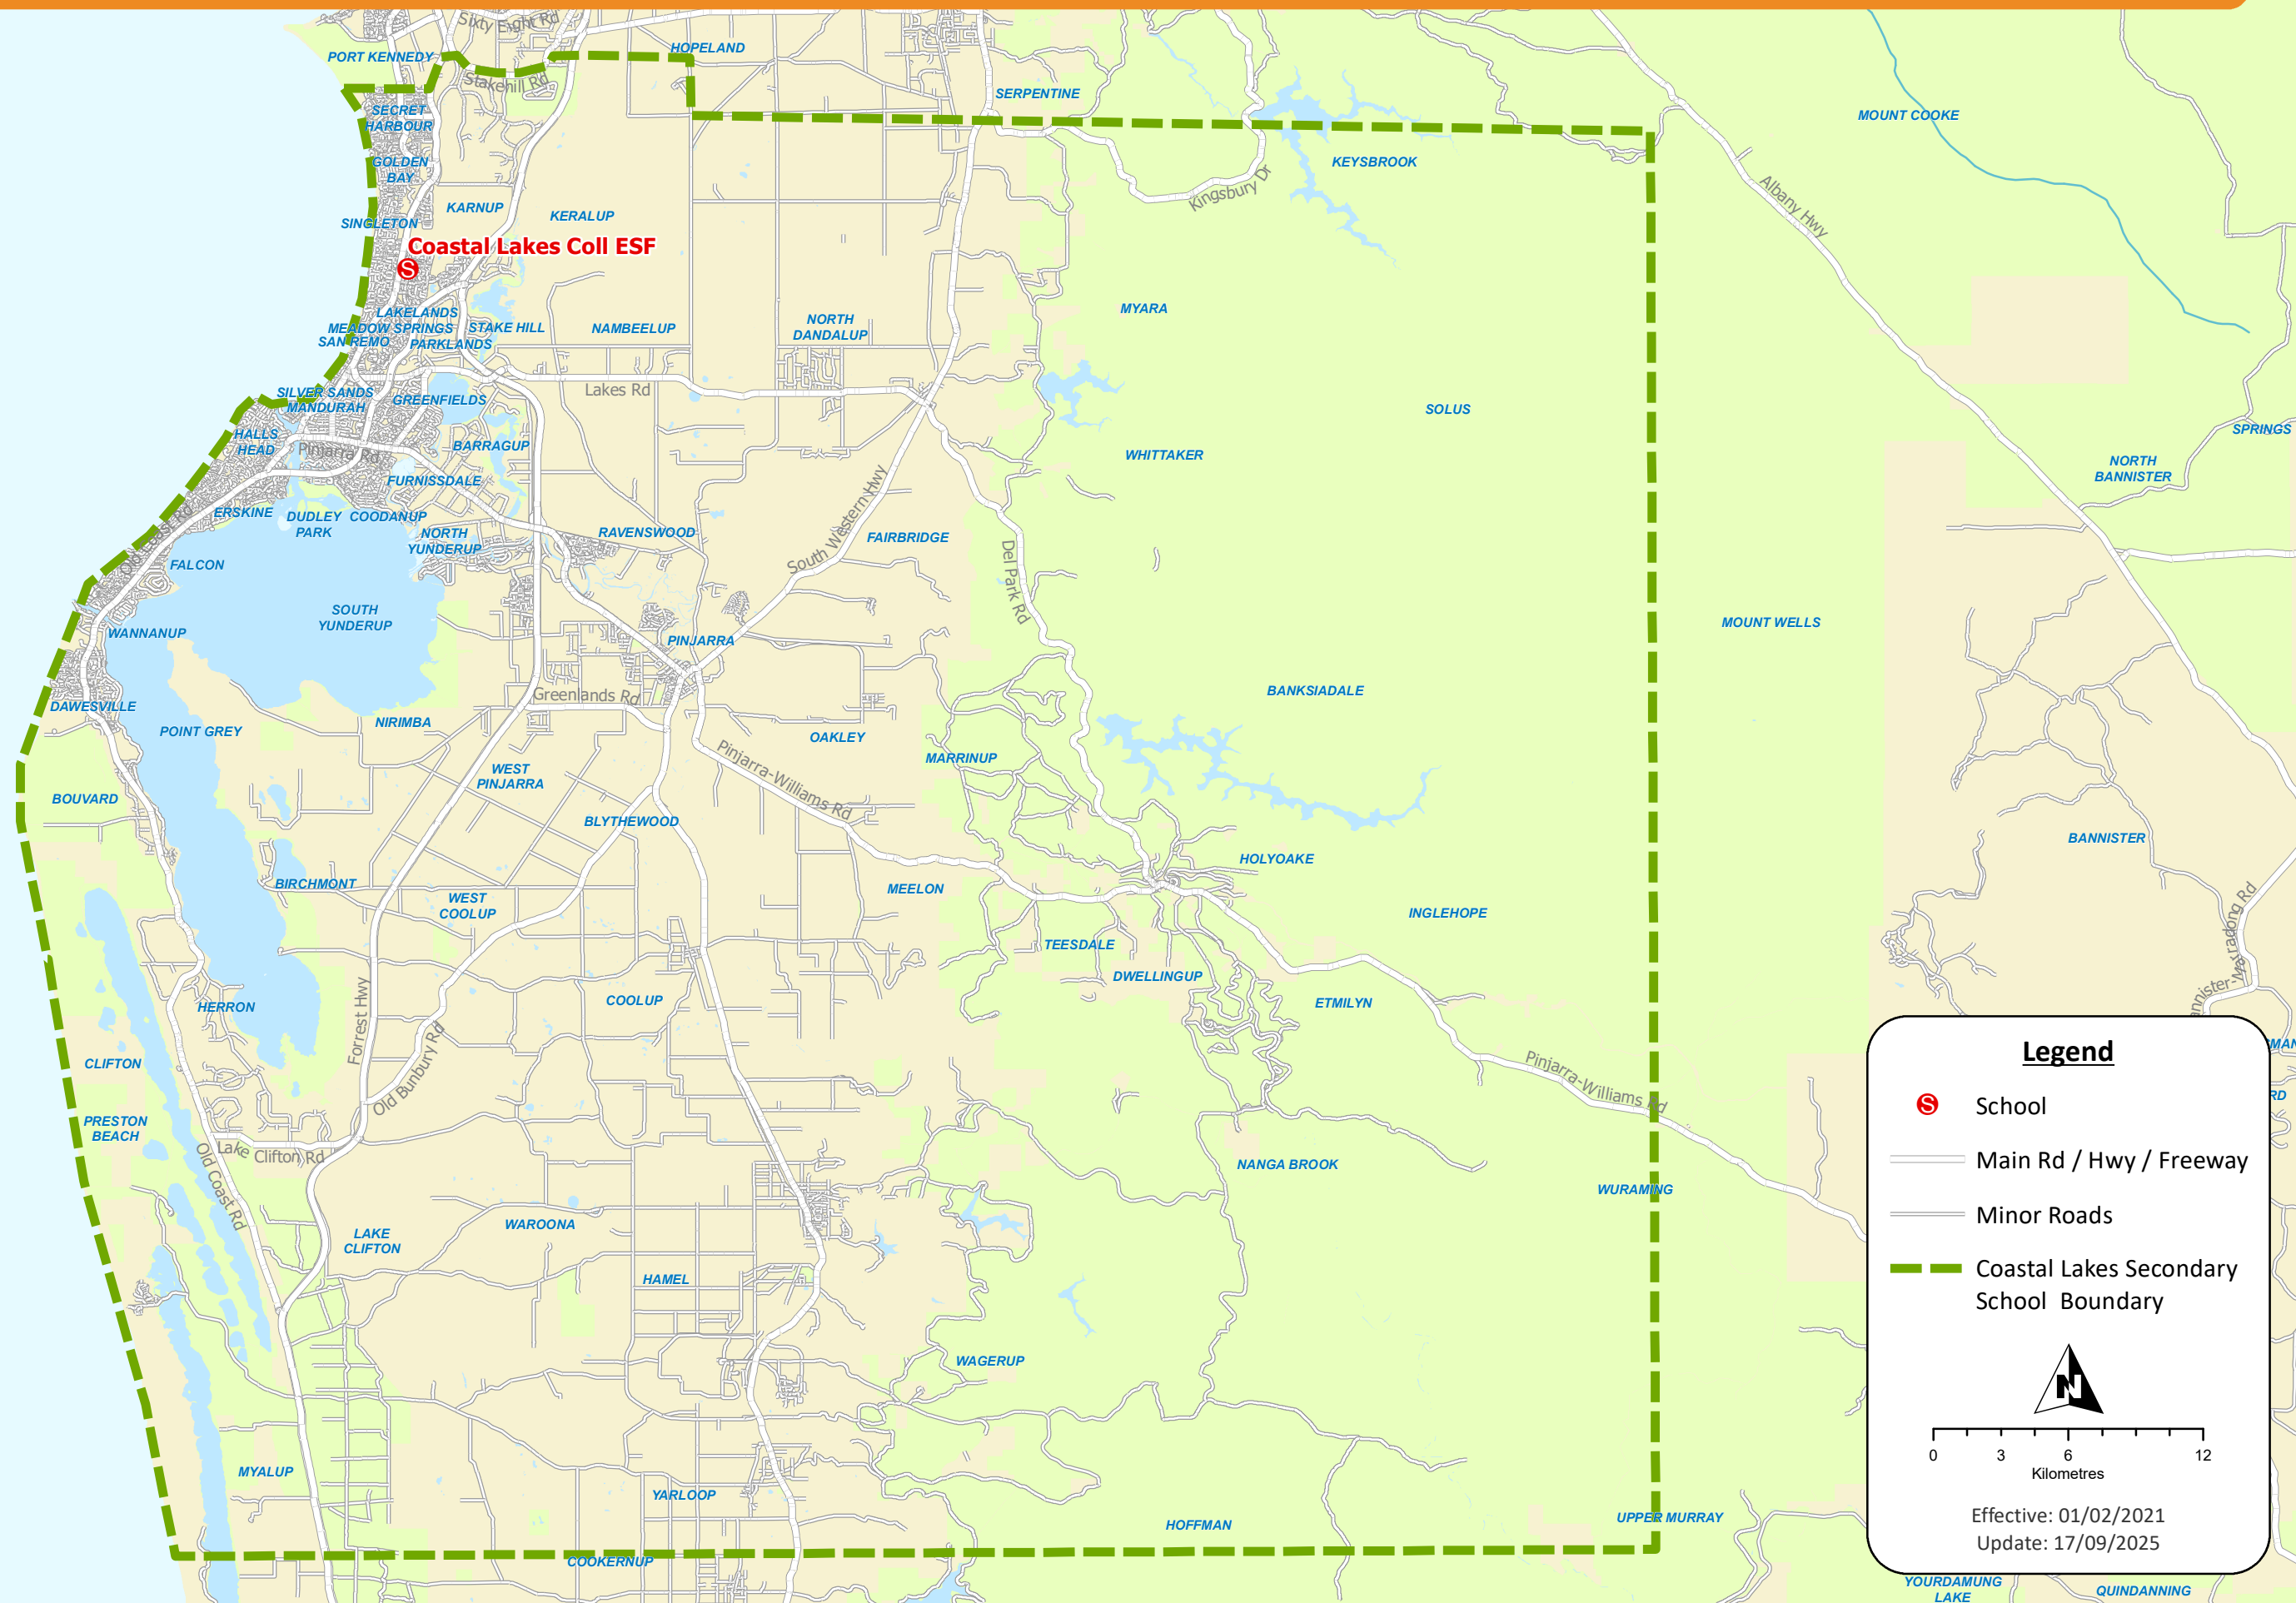 Sixty Eight Rd
PORT KENNEDY
HOPELAND
Stakehill Rd
SERPENTINE
SECRET
HARBOUR
MOUNT COOKE
GOLDEN
BAY
KEYSBROOK
Kingsbury Dr
Albany Hwy
KARNUP
KERALUP
SINGLETON
Coastal Lakes Coll ESF
S
MYARA
LAKELANDS
MEADOW SPRINGS
STAKE HILL
NAMBEELUP
NORTH
DANDALUP
SAN REMO
PARKLANDS
Lakes Rd
SILVER SANDS
MANDURAH
GREENFIELDS
SOLUS
SPRINGS
HALLS
HEAD
Pinjarra Rd
BARRAGUP
WHITTAKER
NORTH
BANNISTER
FURNISSDALE
ERSKINE
DUDLEY
PARK
COODANUP
NORTH
YUNDERUP
RAVENSWOOD
South Western Hwy
FAIRBRIDGE
Old Coast Rd
FALCON
Del Park Rd
SOUTH
YUNDERUP
WANNANUP
PINJARRA
MOUNT WELLS
BANKSIADALE
Greenlands Rd
DAWESVILLE
POINT GREY
NIRIMBA
OAKLEY
MARRINUP
WEST
PINJARRA
Pinjarra-Williams Rd
BOUVARD
BLYTHEWOOD
BANNISTER
HOLYOAKE
BIRCHMONT
MEELON
WEST
COOLUP
INGLEHOPE
TEESDALE
DWELLINGUP
COOLUP
ETMILYN
HERRON
Forrest Hwy
Old Bunbury Rd
CLIFTON
Pinjarra-Williams Rd
PRESTON
BEACH
Lake Clifton Rd
Old Coast Rd
NANGA BROOK
WURAMING
WAROONA
LAKE
CLIFTON
HAMEL
WAGERUP
MYALUP
YARLOOP
HOFFMAN
UPPER MURRAY
COOKERNUP
YOURDAMUNG
LAKE
QUINDANNING
Legend
S School
Main Rd / Hwy / Freeway
Minor Roads
Coastal Lakes Secondary
School Boundary
N
0 3 6 12
Kilometres
Effective: 01/02/2021
Update: 17/09/2025